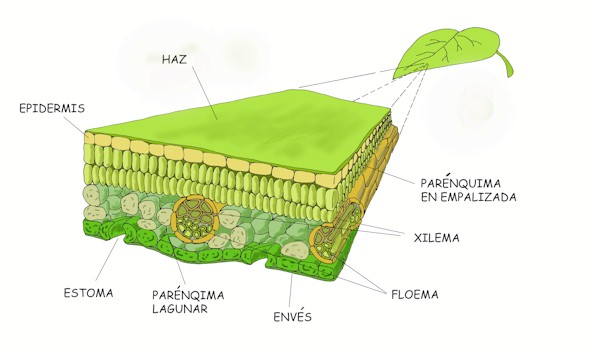 HAZ
EPIDERMIS
PARÉNQUIMA
EN EMPALIZADA
XILEMA
ESTOMA
PARÉNQIMA
LAGUNAR
ENVÉS
FLOEMA